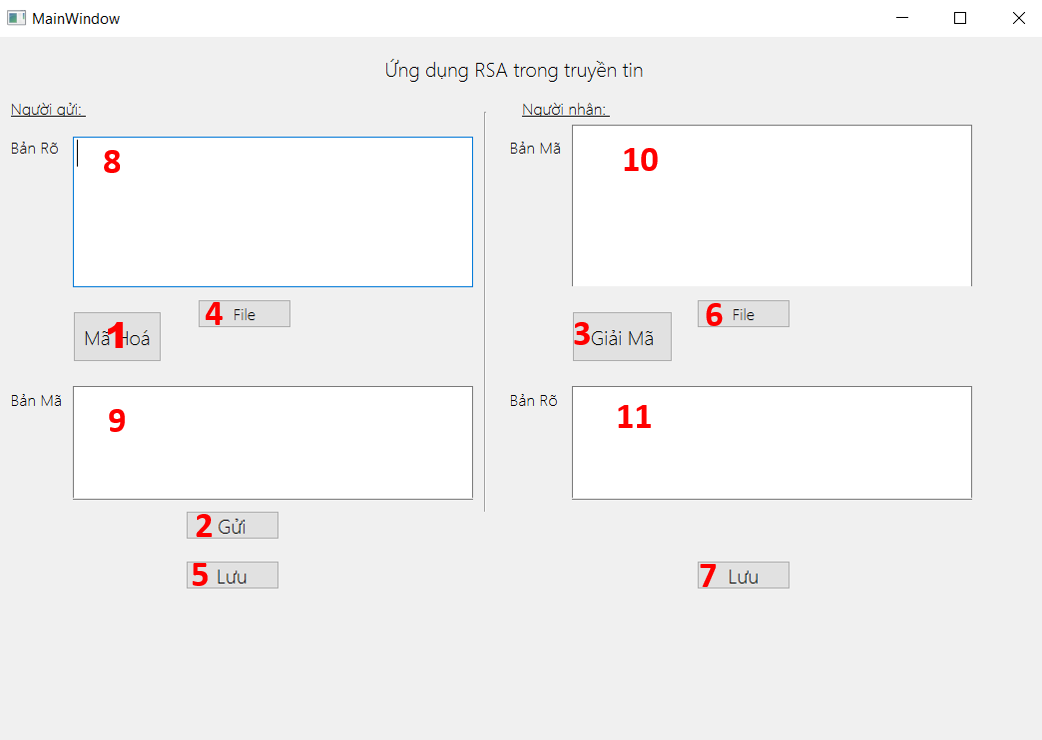 MainWindow
Ứng dụng RSA trong truyền tin
Người gửi:
Người nhận:
Bản Rõ
8
Bản Mã
10
4 File
6 File
Mã Hoá
1
3 Giải Mã
Bản Mã
9
Bản Rõ
11
2 Gửi
5 Lưu
7 Lưu